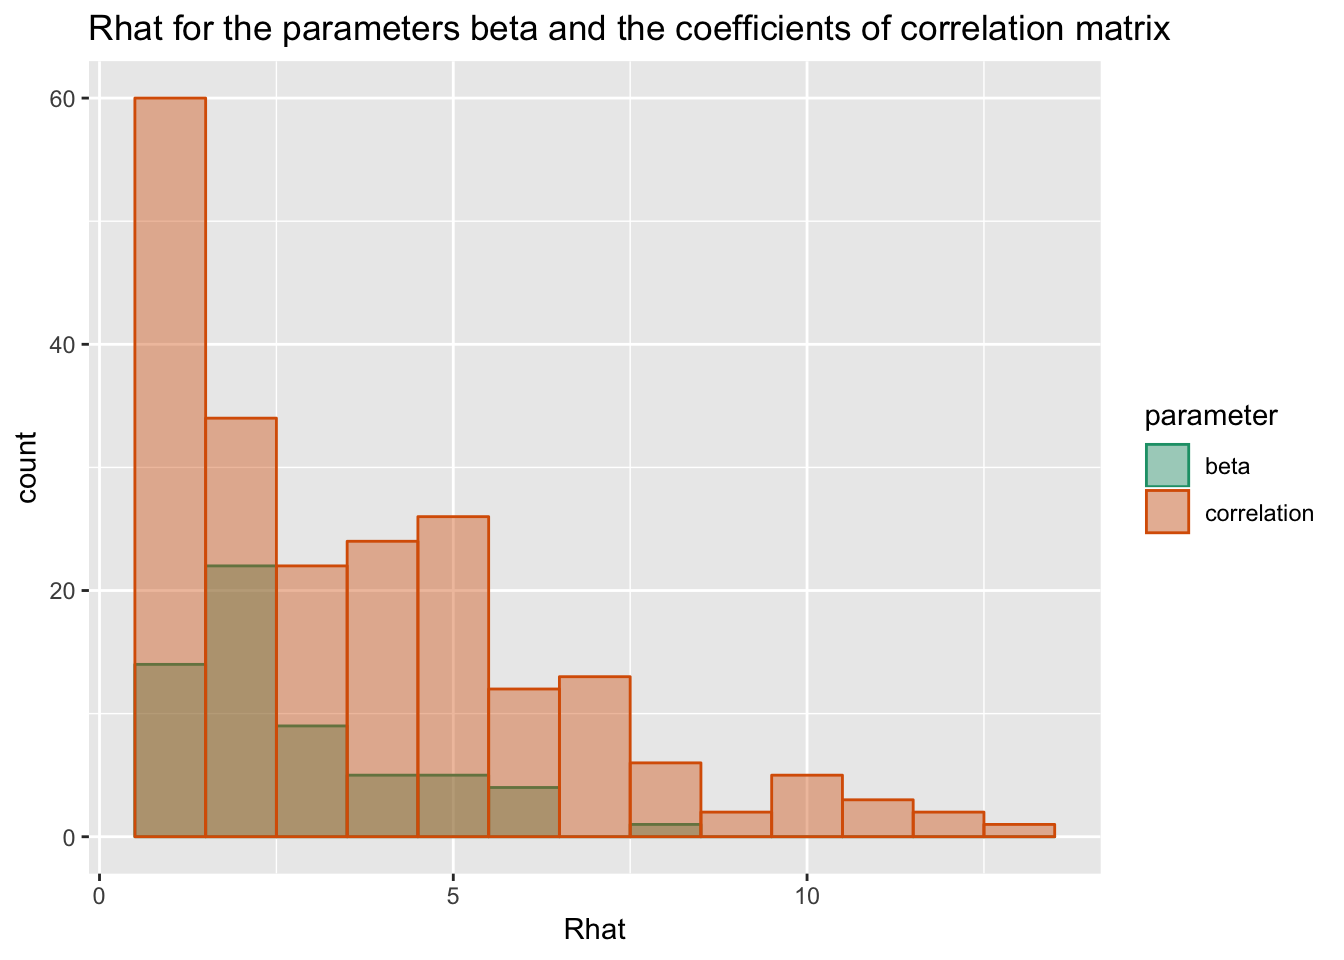 Rhat for the parameters beta and the coefficients of correlation matrix
60
40
20
0
count
0
5
10
Rhat
parameter
beta
correlation